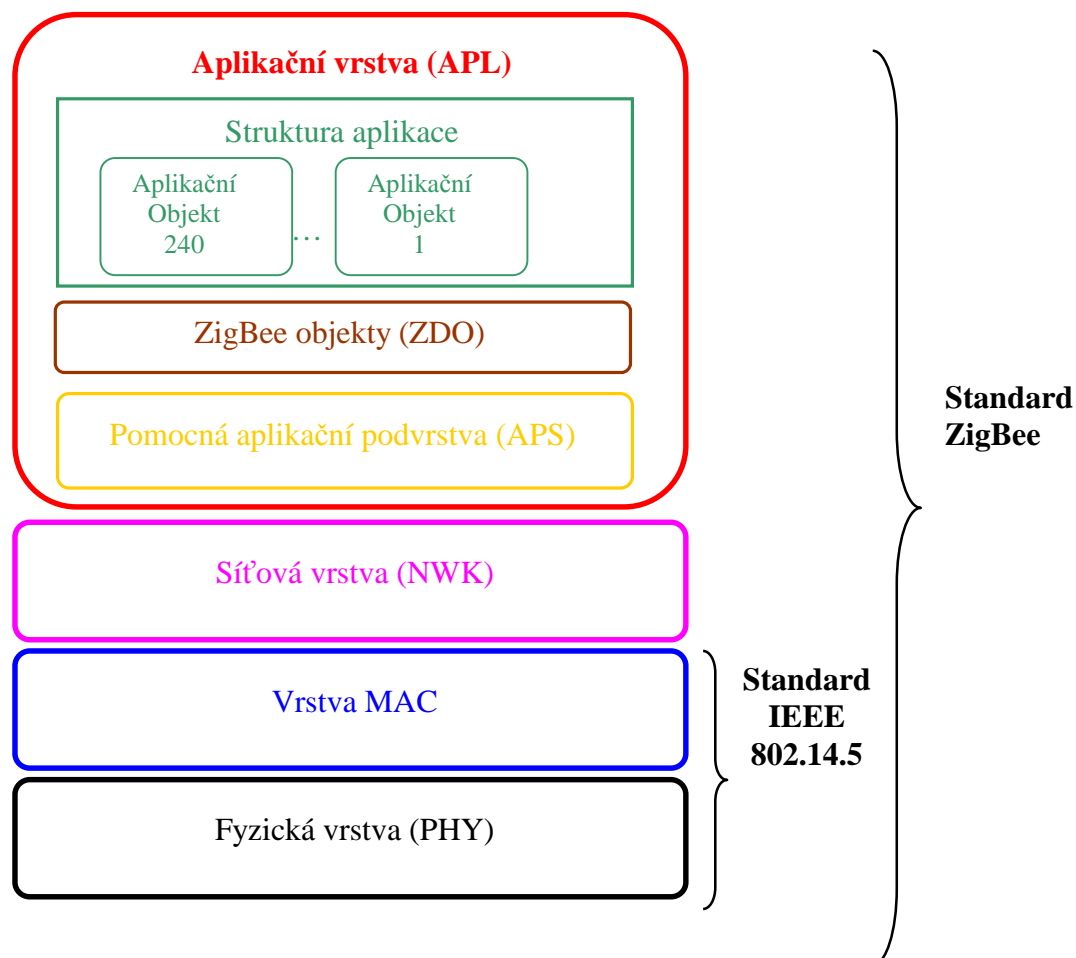 Aplikační vrstva (APL)
Struktura aplikace
Aplikační
Objekt
240
…
Aplikační
Objekt
1
ZigBee objekty (ZDO)
Pomocná aplikační podvrstva (APS)
Standard
ZigBee
Síťová vrstva (NWK)
Vrstva MAC
Standard
IEEE
802.14.5
Fyzická vrstva (PHY)